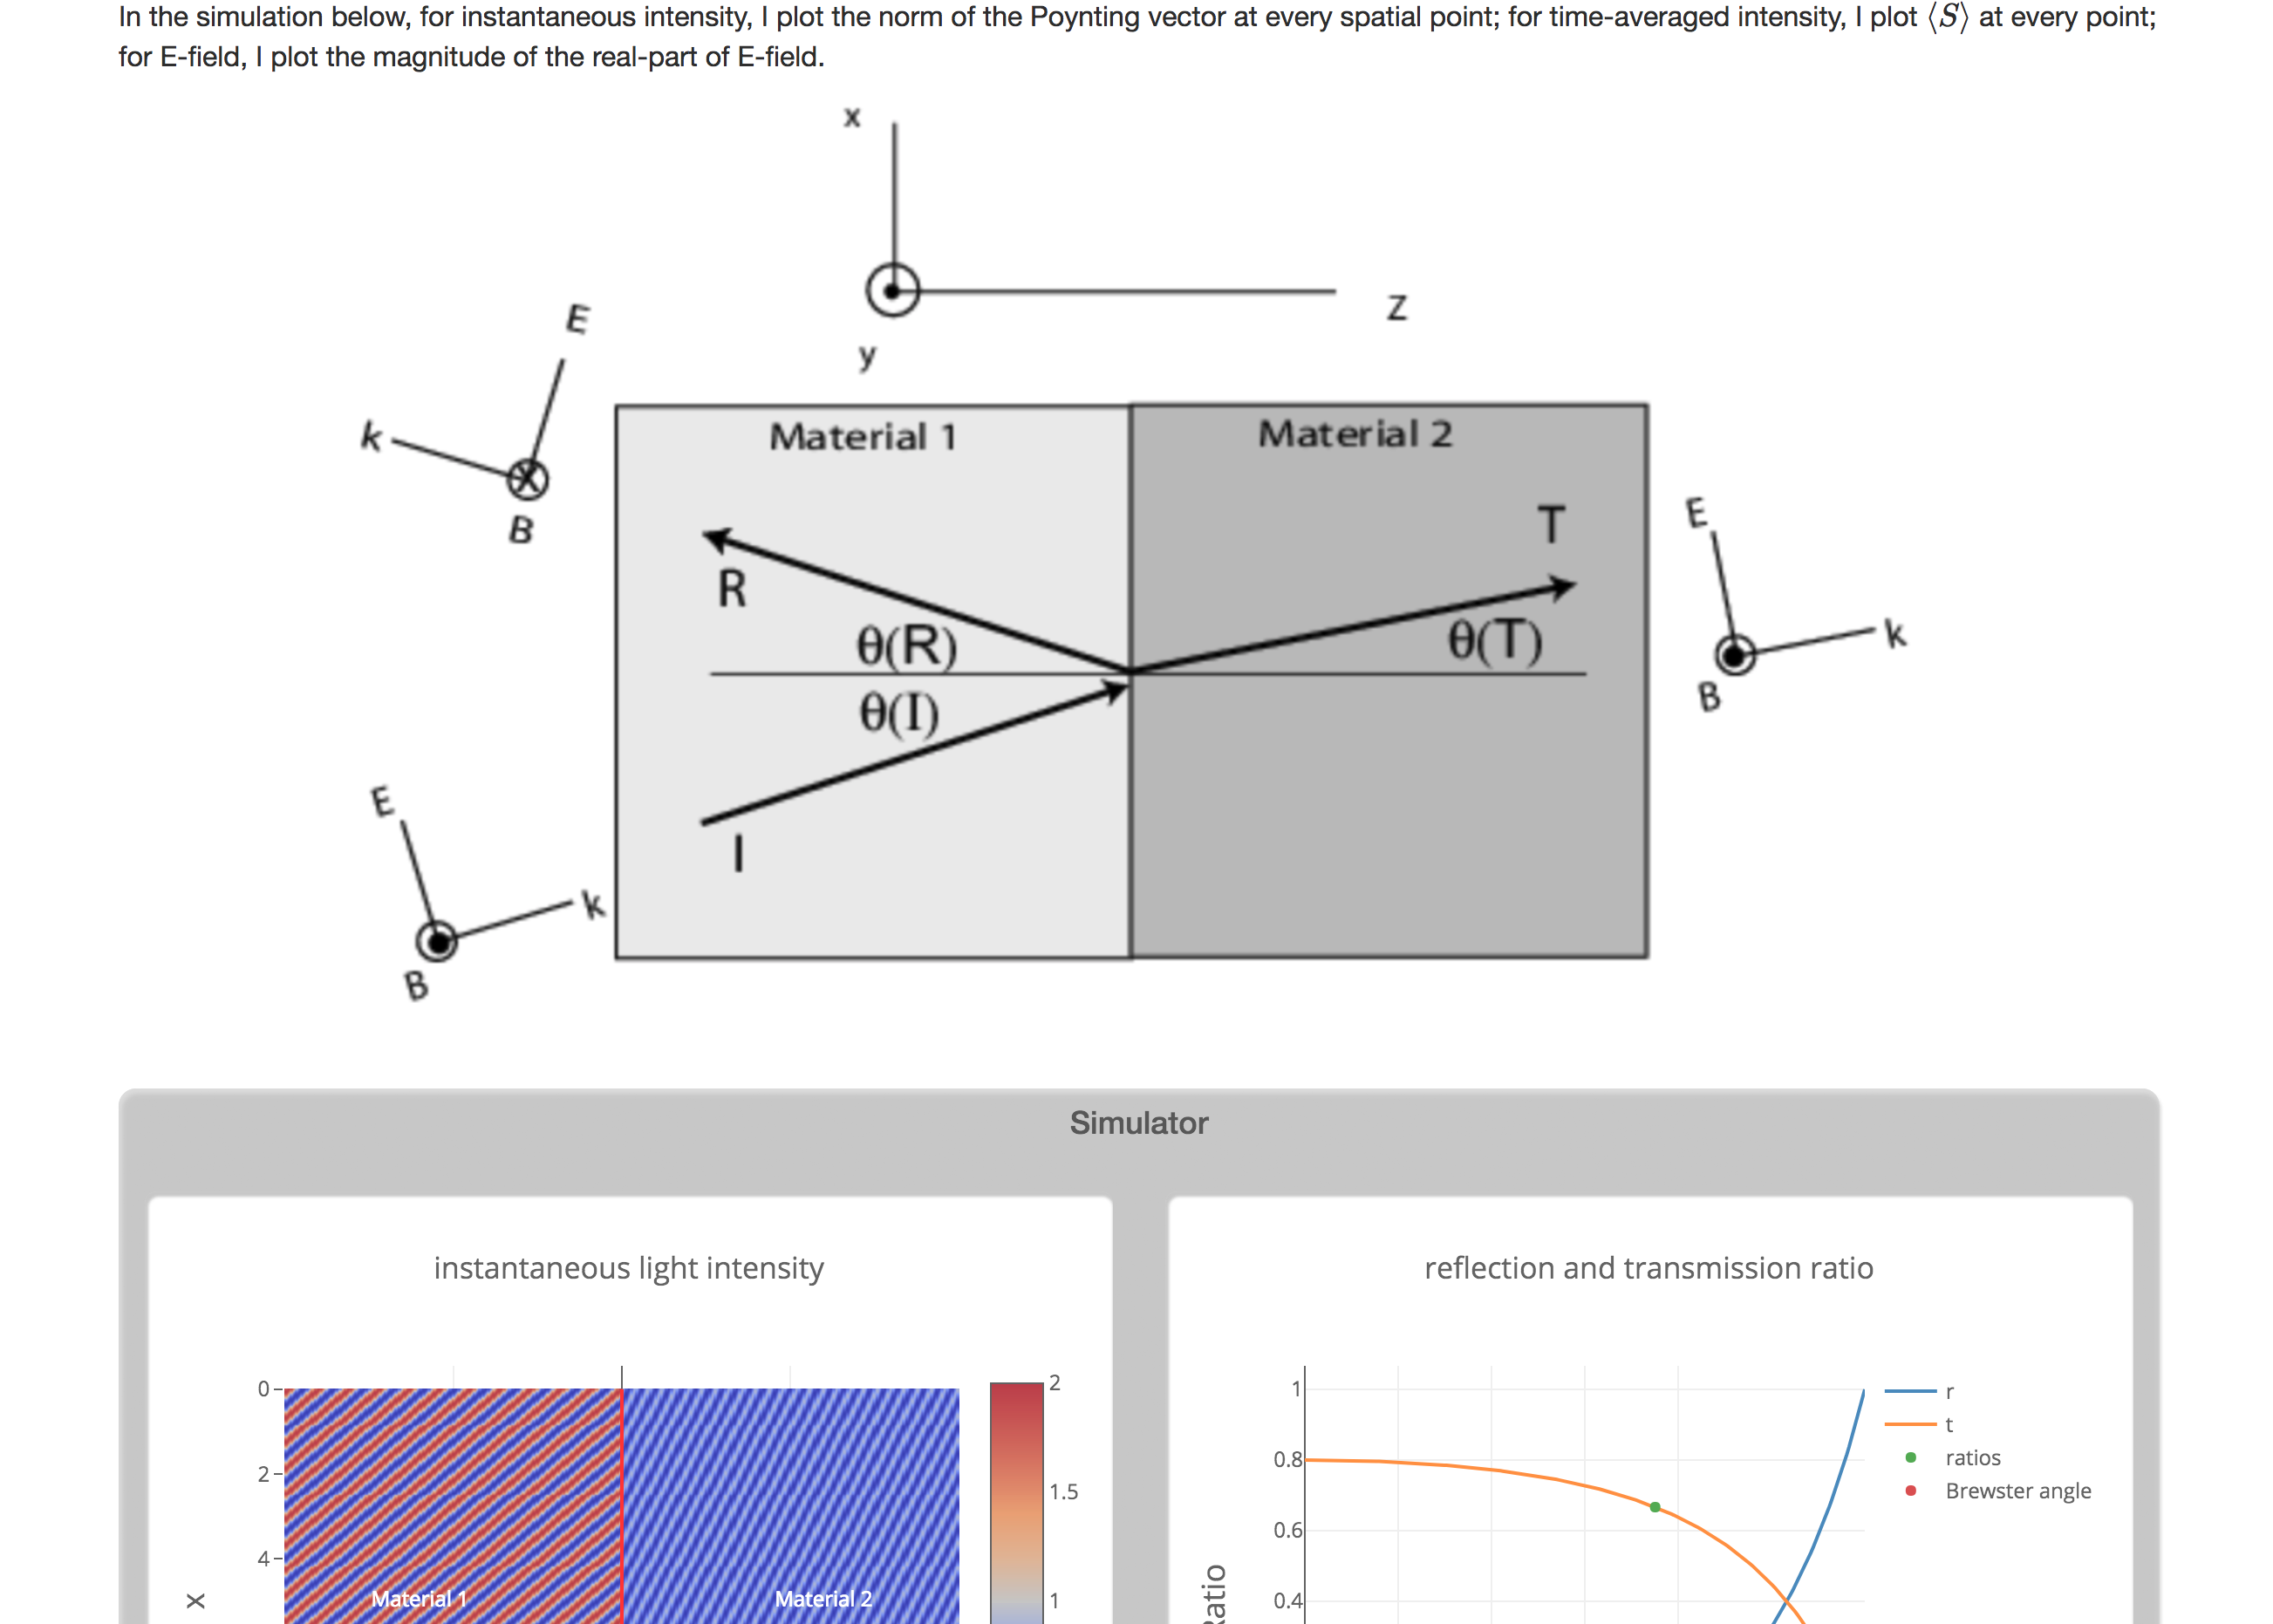 In the simulation below, for instantaneous intensity, I plot the norm of the Poynting vector at every spatial point; for time-averaged intensity, I plot ⟨S⟩ at every point;
for E-field, I plot the magnitude of the real-part of E-field.
x
z
y
E
k
B
Material 1
Material 2
T
E
R
θ(R)
θ(T)
k
θ(I)
B
E
I
k
B
Simulator
instantaneous light intensity
reflection and transmission ratio
0
2
4
x
Material 1
Material 2
2
1.5
1
1
0.8
0.6
0.4
r
t
ratios
Brewster angle